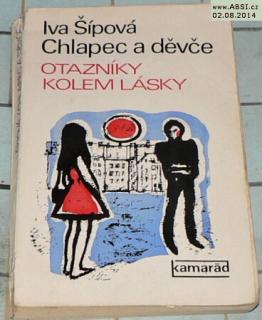 www.ABSI.cz
02.08.2014
Iva Šípová
Chlapec a děvče
OTAZNÍKY
KOLEM LÁSKY
kamarád